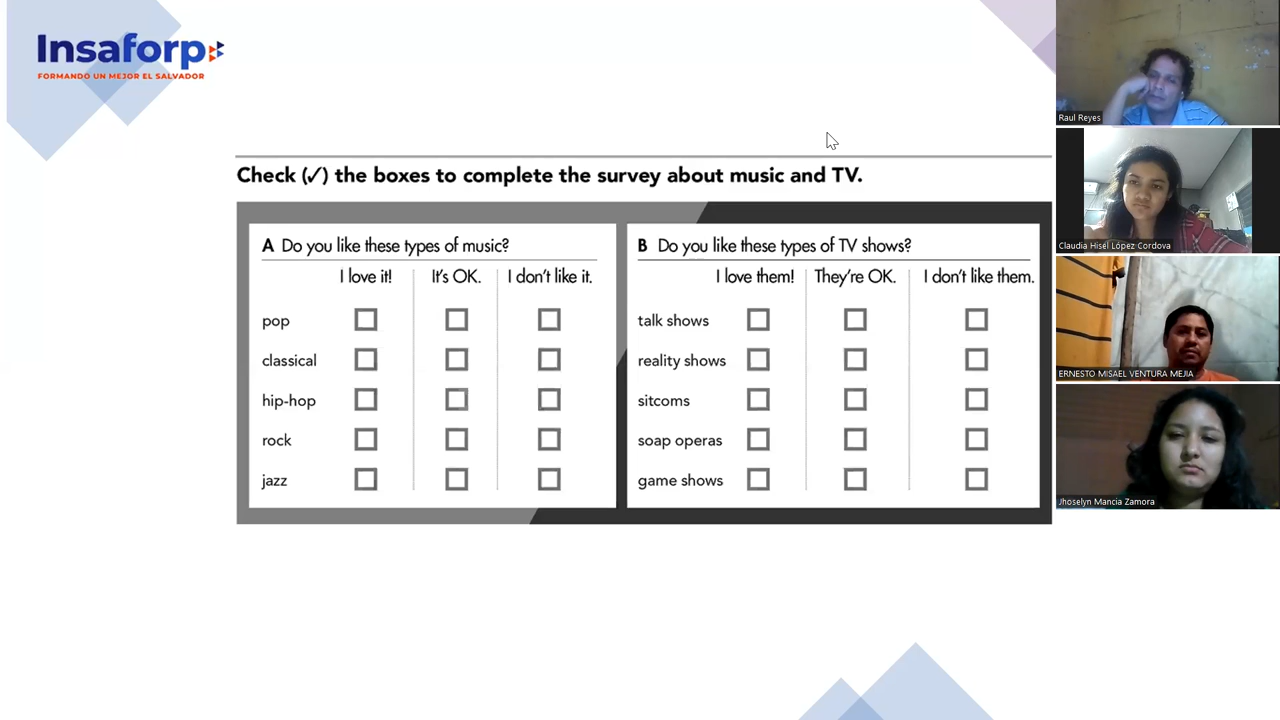 Insaforp
FORMANDO UN MEJOR EL SALVADOR
Check (✓) the boxes to complete the survey about music and TV.
A Do you like these types of music?
I love it! It's OK. I don't like it.
pop
classical
hip-hop
rock
jazz
B Do you like these types of TV shows?
I love them! They're OK. I don't like them.
talk shows
reality shows
sitcoms
soap operas
game shows
Raul Reyes
Claudia Hisel López Cordova
ERNESTO MISAEL VENTURA MEJIA
Jhoselyn Mancia Zamora